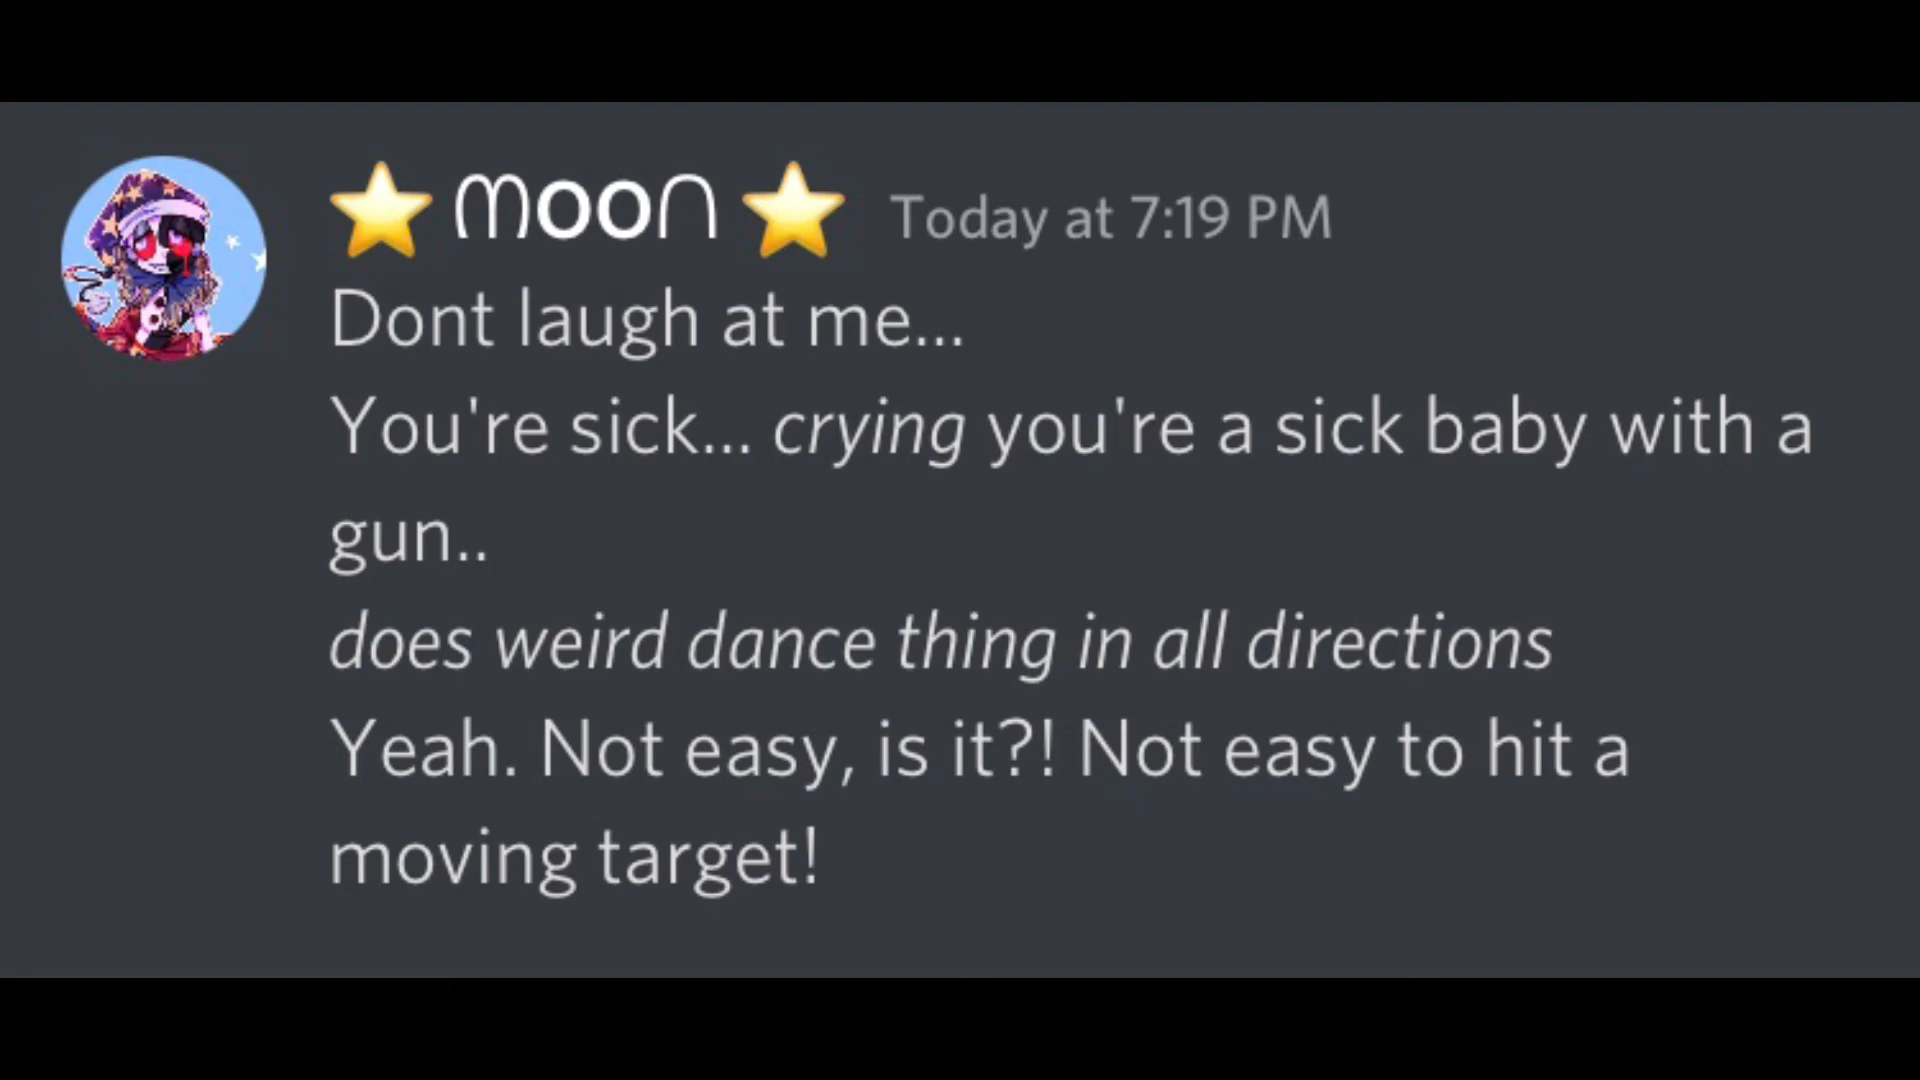 ⭐ ᗰooᑎ ⭐ Today at 7:19 PM
Dont laugh at me...
You're sick... crying you're a sick baby with a
gun..
does weird dance thing in all directions
Yeah. Not easy, is it?! Not easy to hit a
moving target!